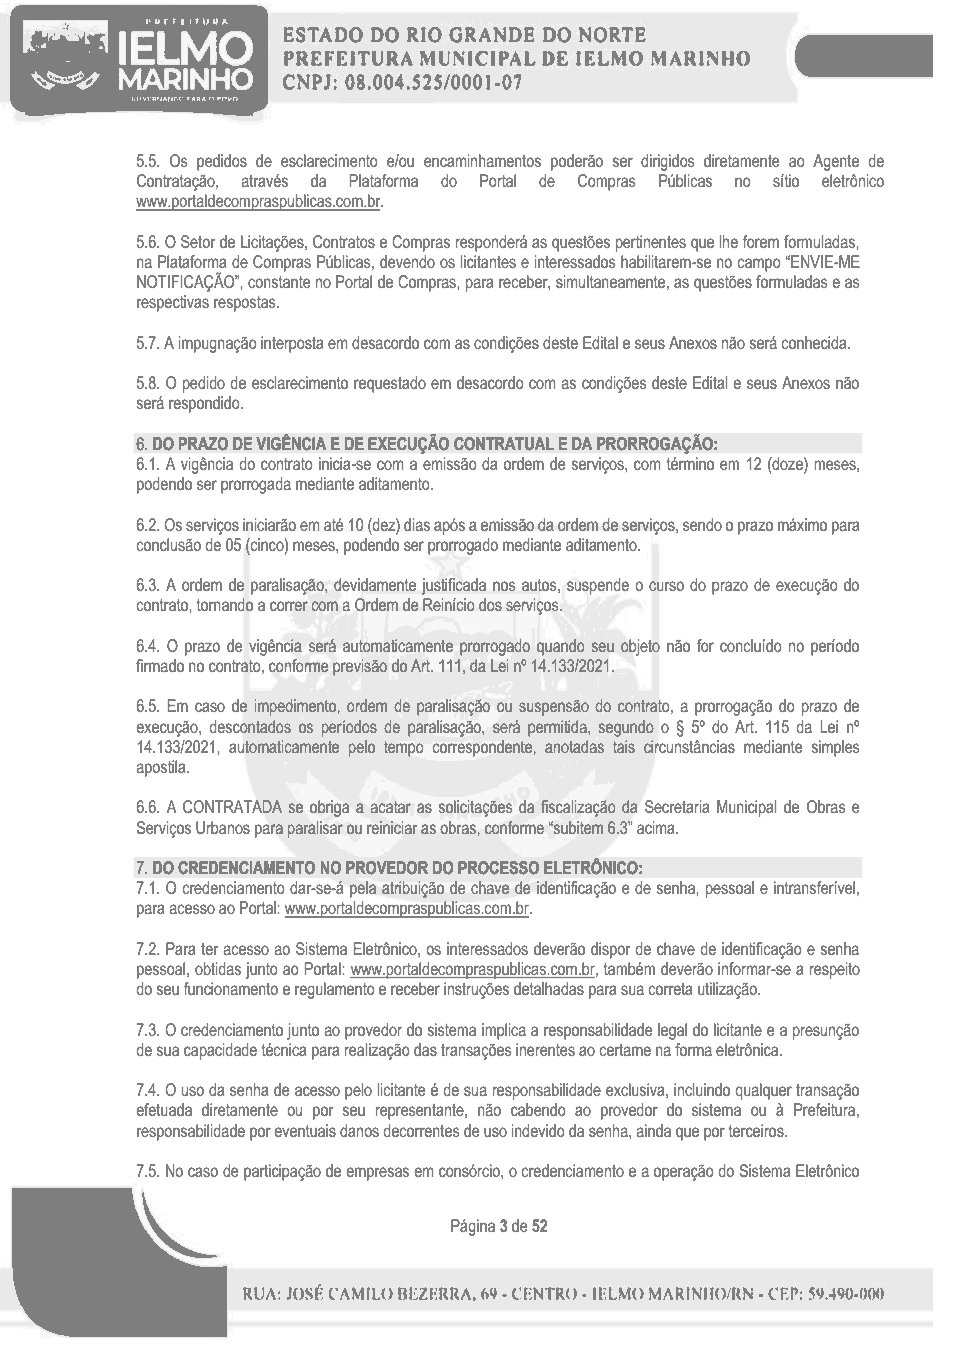 PREFEITURA
IELMO
MARINHO
GOVERNANDO PARA O POVO
ESTADO DO RIO GRANDE DO NORTE
PREFEITURA MUNICIPAL DE IELMO MARINHO
CNPJ: 08.004.525/0001-07
5.5. Os pedidos de esclarecimento e/ou encaminhamentos poderão ser dirigidos diretamente ao Agente de
Contratação, através da Plataforma do Portal de Compras Públicas no sítio eletrônico
www.portaldecompraspublicas.com.br.
5.6. O Setor de Licitações, Contratos e Compras responderá as questões pertinentes que lhe forem formuladas,
na Plataforma de Compras Públicas, devendo os licitantes e interessados habilitarem-se no campo “ENVIE-ME
NOTIFICAÇÃO”, constante no Portal de Compras, para receber, simultaneamente, as questões formuladas e as
respectivas respostas.
5.7. A impugnação interposta em desacordo com as condições deste Edital e seus Anexos não será conhecida.
5.8. O pedido de esclarecimento requestado em desacordo com as condições deste Edital e seus Anexos não
será respondido.
6. DO PRAZO DE VIGÊNCIA E DE EXECUÇÃO CONTRATUAL E DA PRORROGAÇÃO:
6.1. A vigência do contrato inicia-se com a emissão da ordem de serviços, com término em 12 (doze) meses,
podendo ser prorrogada mediante aditamento.
6.2. Os serviços iniciarão em até 10 (dez) dias após a emissão da ordem de serviços, sendo o prazo máximo para
conclusão de 05 (cinco) meses, podendo ser prorrogado mediante aditamento.
6.3. A ordem de paralisação, devidamente justificada nos autos, suspende o curso do prazo de execução do
contrato, tornando a correr com a Ordem de Reinício dos serviços.
6.4. O prazo de vigência será automaticamente prorrogado quando seu objeto não for concluído no período
firmado no contrato, conforme previsão do Art. 111, da Lei nº 14.133/2021.
6.5. Em caso de impedimento, ordem de paralisação ou suspensão do contrato, a prorrogação do prazo de
execução, descontados os períodos de paralisação, será permitida, segundo o § 5º do Art. 115 da Lei nº
14.133/2021, automaticamente pelo tempo correspondente, anotadas tais circunstâncias mediante simples
apostila.
6.6. A CONTRATADA se obriga a acatar as solicitações da fiscalização da Secretaria Municipal de Obras e
Serviços Urbanos para paralisar ou reiniciar as obras, conforme “subitem 6.3” acima.
7. DO CREDENCIAMENTO NO PROVEDOR DO PROCESSO ELETRÔNICO:
7.1. O credenciamento dar-se-á pela atribuição de chave de identificação e de senha, pessoal e intransferível,
para acesso ao Portal: www.portaldecompraspublicas.com.br.
7.2. Para ter acesso ao Sistema Eletrônico, os interessados deverão dispor de chave de identificação e senha
pessoal, obtidas junto ao Portal: www.portaldecompraspublicas.com.br, também deverão informar-se a respeito
do seu funcionamento e regulamento e receber instruções detalhadas para sua correta utilização.
7.3. O credenciamento junto ao provedor do sistema implica a responsabilidade legal do licitante e a presunção
de sua capacidade técnica para realização das transações inerentes ao certame na forma eletrônica.
7.4. O uso da senha de acesso pelo licitante é de sua responsabilidade exclusiva, incluindo qualquer transação
efetuada diretamente ou por seu representante, não cabendo ao provedor do sistema ou à Prefeitura,
responsabilidade por eventuais danos decorrentes de uso indevido da senha, ainda que por terceiros.
7.5. No caso de participação de empresas em consórcio, o credenciamento e a operação do Sistema Eletrônico
Página 3 de 52
RUA: JOSÉ CAMILO BEZERRA, 69 - CENTRO - IELMO MARINHO/RN - CEP: 59.490-000